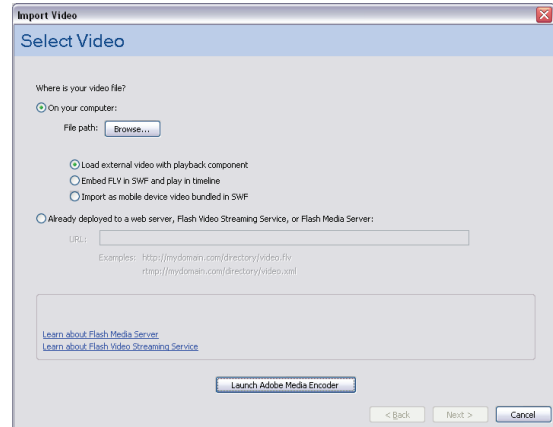 Import Video
Select Video
Where is your video file?
On your computer:
File path: Browse...
Load external video with playback component
Embed FLV in SWF and play in timeline
Import as mobile device video bundled in SWF
Already deployed to a web server, Flash Video Streaming Service, or Flash Media Server:
URL:
Examples: http://mydomain.com/directory/video.flv
rtmp://mydomain.com/directory/video.xml
Learn about Flash Media Server
Learn about Flash Video Streaming Service
Launch Adobe Media Encoder
< Back Next > Cancel